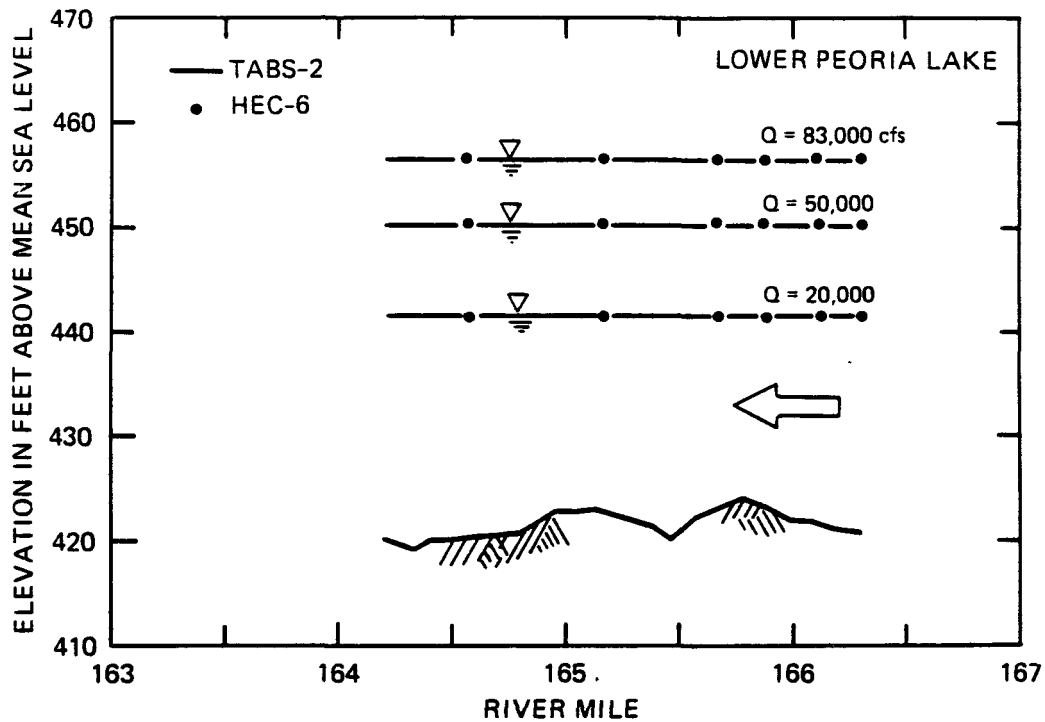 470
LOWER PEORIA LAKE
TABS-2
HEC-6
460
Q = 83,000 cfs
450
Q = 50,000
440
Q = 20,000
430
420
410
163
164
165
166
167
RIVER MILE
ELEVATION IN FEET ABOVE MEAN SEA LEVEL